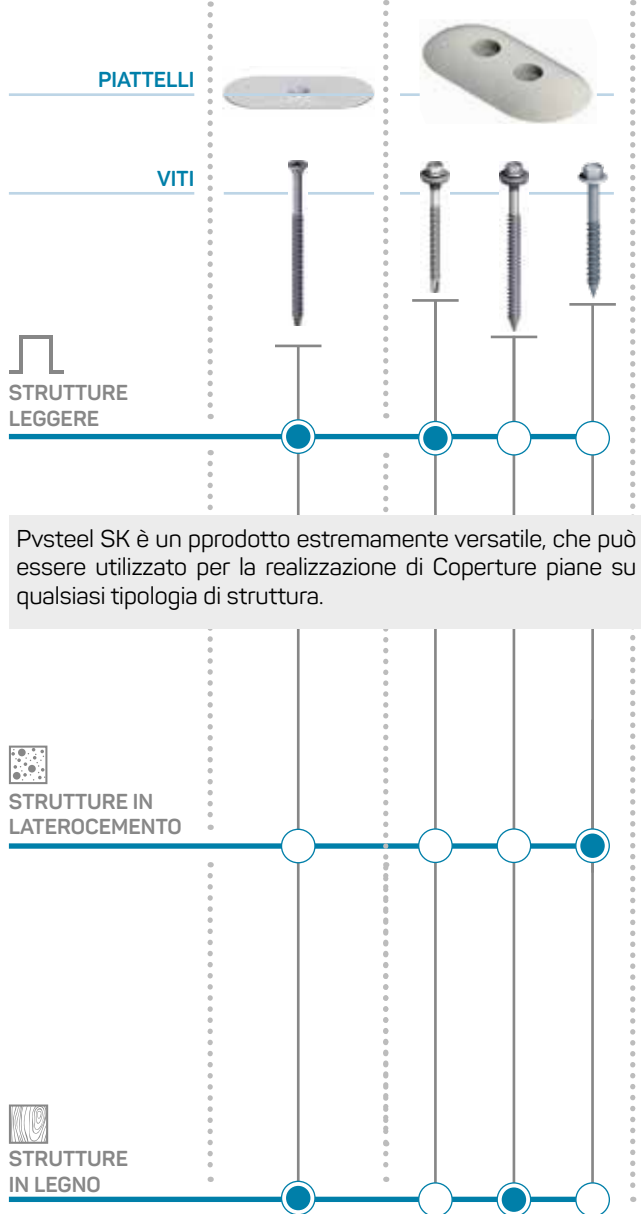 PIATTELLI
VITI
STRUTTURE
LEGGERE
Pvsteel SK è un pprodotto estremamente versatile, che può
essere utilizzato per la realizzazione di Coperture piane su
qualsiasi tipologia di struttura.
STRUTTURE IN
LATEROCEMENTO
STRUTTURE
IN LEGNO